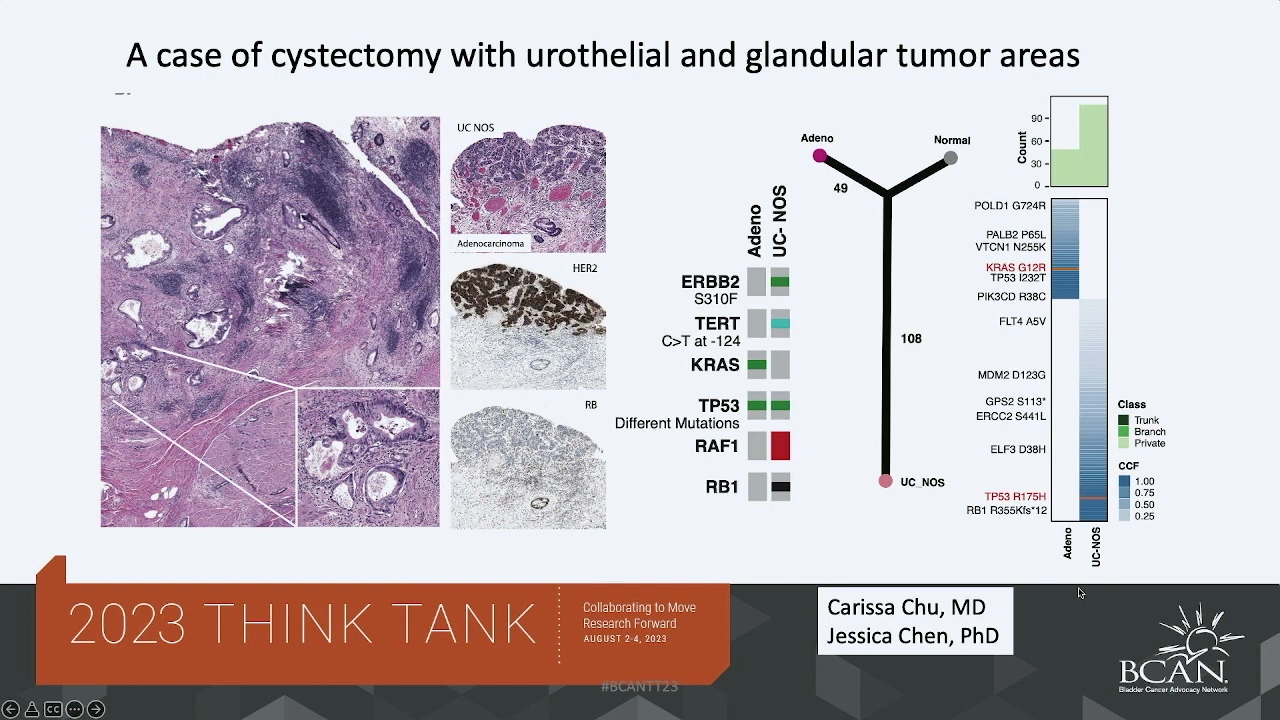 A case of cystectomy with urothelial and glandular tumor areas
UC NOS
Adenocarcinoma
HER2
RB
Adeno
UC- NOS
ERBB2
S310F
TERT
C>T at -124
KRAS
TP53
Different Mutations
RAF1
RB1
Adeno
Normal
49
108
UC_NOS
Count
90
60
30
0
POLD1 G724R
PALB2 P65L
VTCN1 N255K
KRAS G12R
TP53 I232T
PIK3CD R38C
FLT4 A5V
MDM2 D123G
GPS2 S113*
ERCC2 S441L
ELF3 D38H
TP53 R175H
RB1 R355Kfs*12
Adeno
UC-NOS
Class
Trunk
Branch
Private
CCF
1.00
0.75
0.50
0.25
2023 THINK TANK
Collaborating to Move
Research Forward
AUGUST 2-4, 2023
Carissa Chu, MD
Jessica Chen, PhD
#BCANTT23
BCAN.
Bladder Cancer Advocacy Network
CC